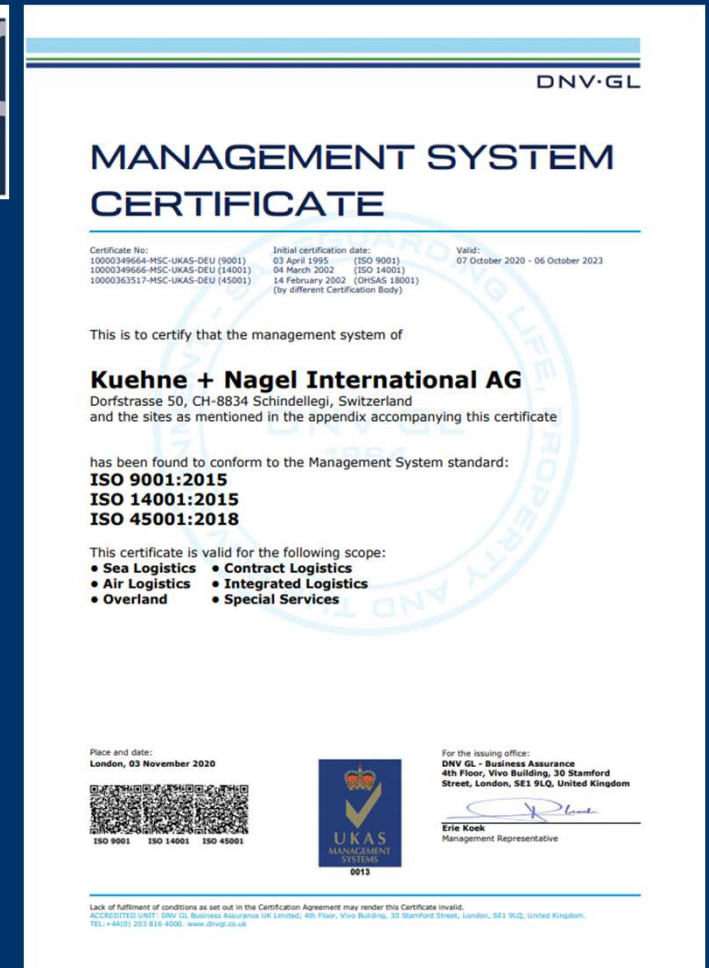 DNV·GL
MANAGEMENT SYSTEM
CERTIFICATE
Certificate No:
10000349664-MSC-UKAS-DEU (9001)
10000349666-MSC-UKAS-DEU (14001)
10000363517-MSC-UKAS-DEU (45001)
Initial certification date:
03 April 1995 (ISO 9001)
04 March 2002 (ISO 14001)
14 February 2002 (OHSAS 18001)
(by different Certification Body)
Valid:
07 October 2020 - 06 October 2023
This is to certify that the management system of
Kuehne + Nagel International AG
Dorfstrasse 50, CH-8834 Schindellegi, Switzerland
and the sites as mentioned in the appendix accompanying this certificate
has been found to conform to the Management System standard:
ISO 9001:2015
ISO 14001:2015
ISO 45001:2018
This certificate is valid for the following scope:
● Sea Logistics ● Contract Logistics
● Air Logistics ● Integrated Logistics
● Overland ● Special Services
Place and date:
London, 03 November 2020
ISO 9001 ISO 14001 ISO 45001
UKAS
MANAGEMENT
SYSTEMS
0013
For the issuing office:
DNV GL - Business Assurance
4th Floor, Vivo Building, 30 Stamford
Street, London, SE1 9LQ, United Kingdom
Erie Koek
Management Representative
Lack of fulfilment of conditions as set out in the Certification Agreement may render this Certificate invalid.
ACCREDITED UNIT: DNV GL Business Assurance UK Limited, 4th Floor, Vivo Building, 30 Stamford Street, London, SE1 9LQ, United Kingdom.
TEL:+44(0) 203 816 4000. www.dnvgl.co.uk